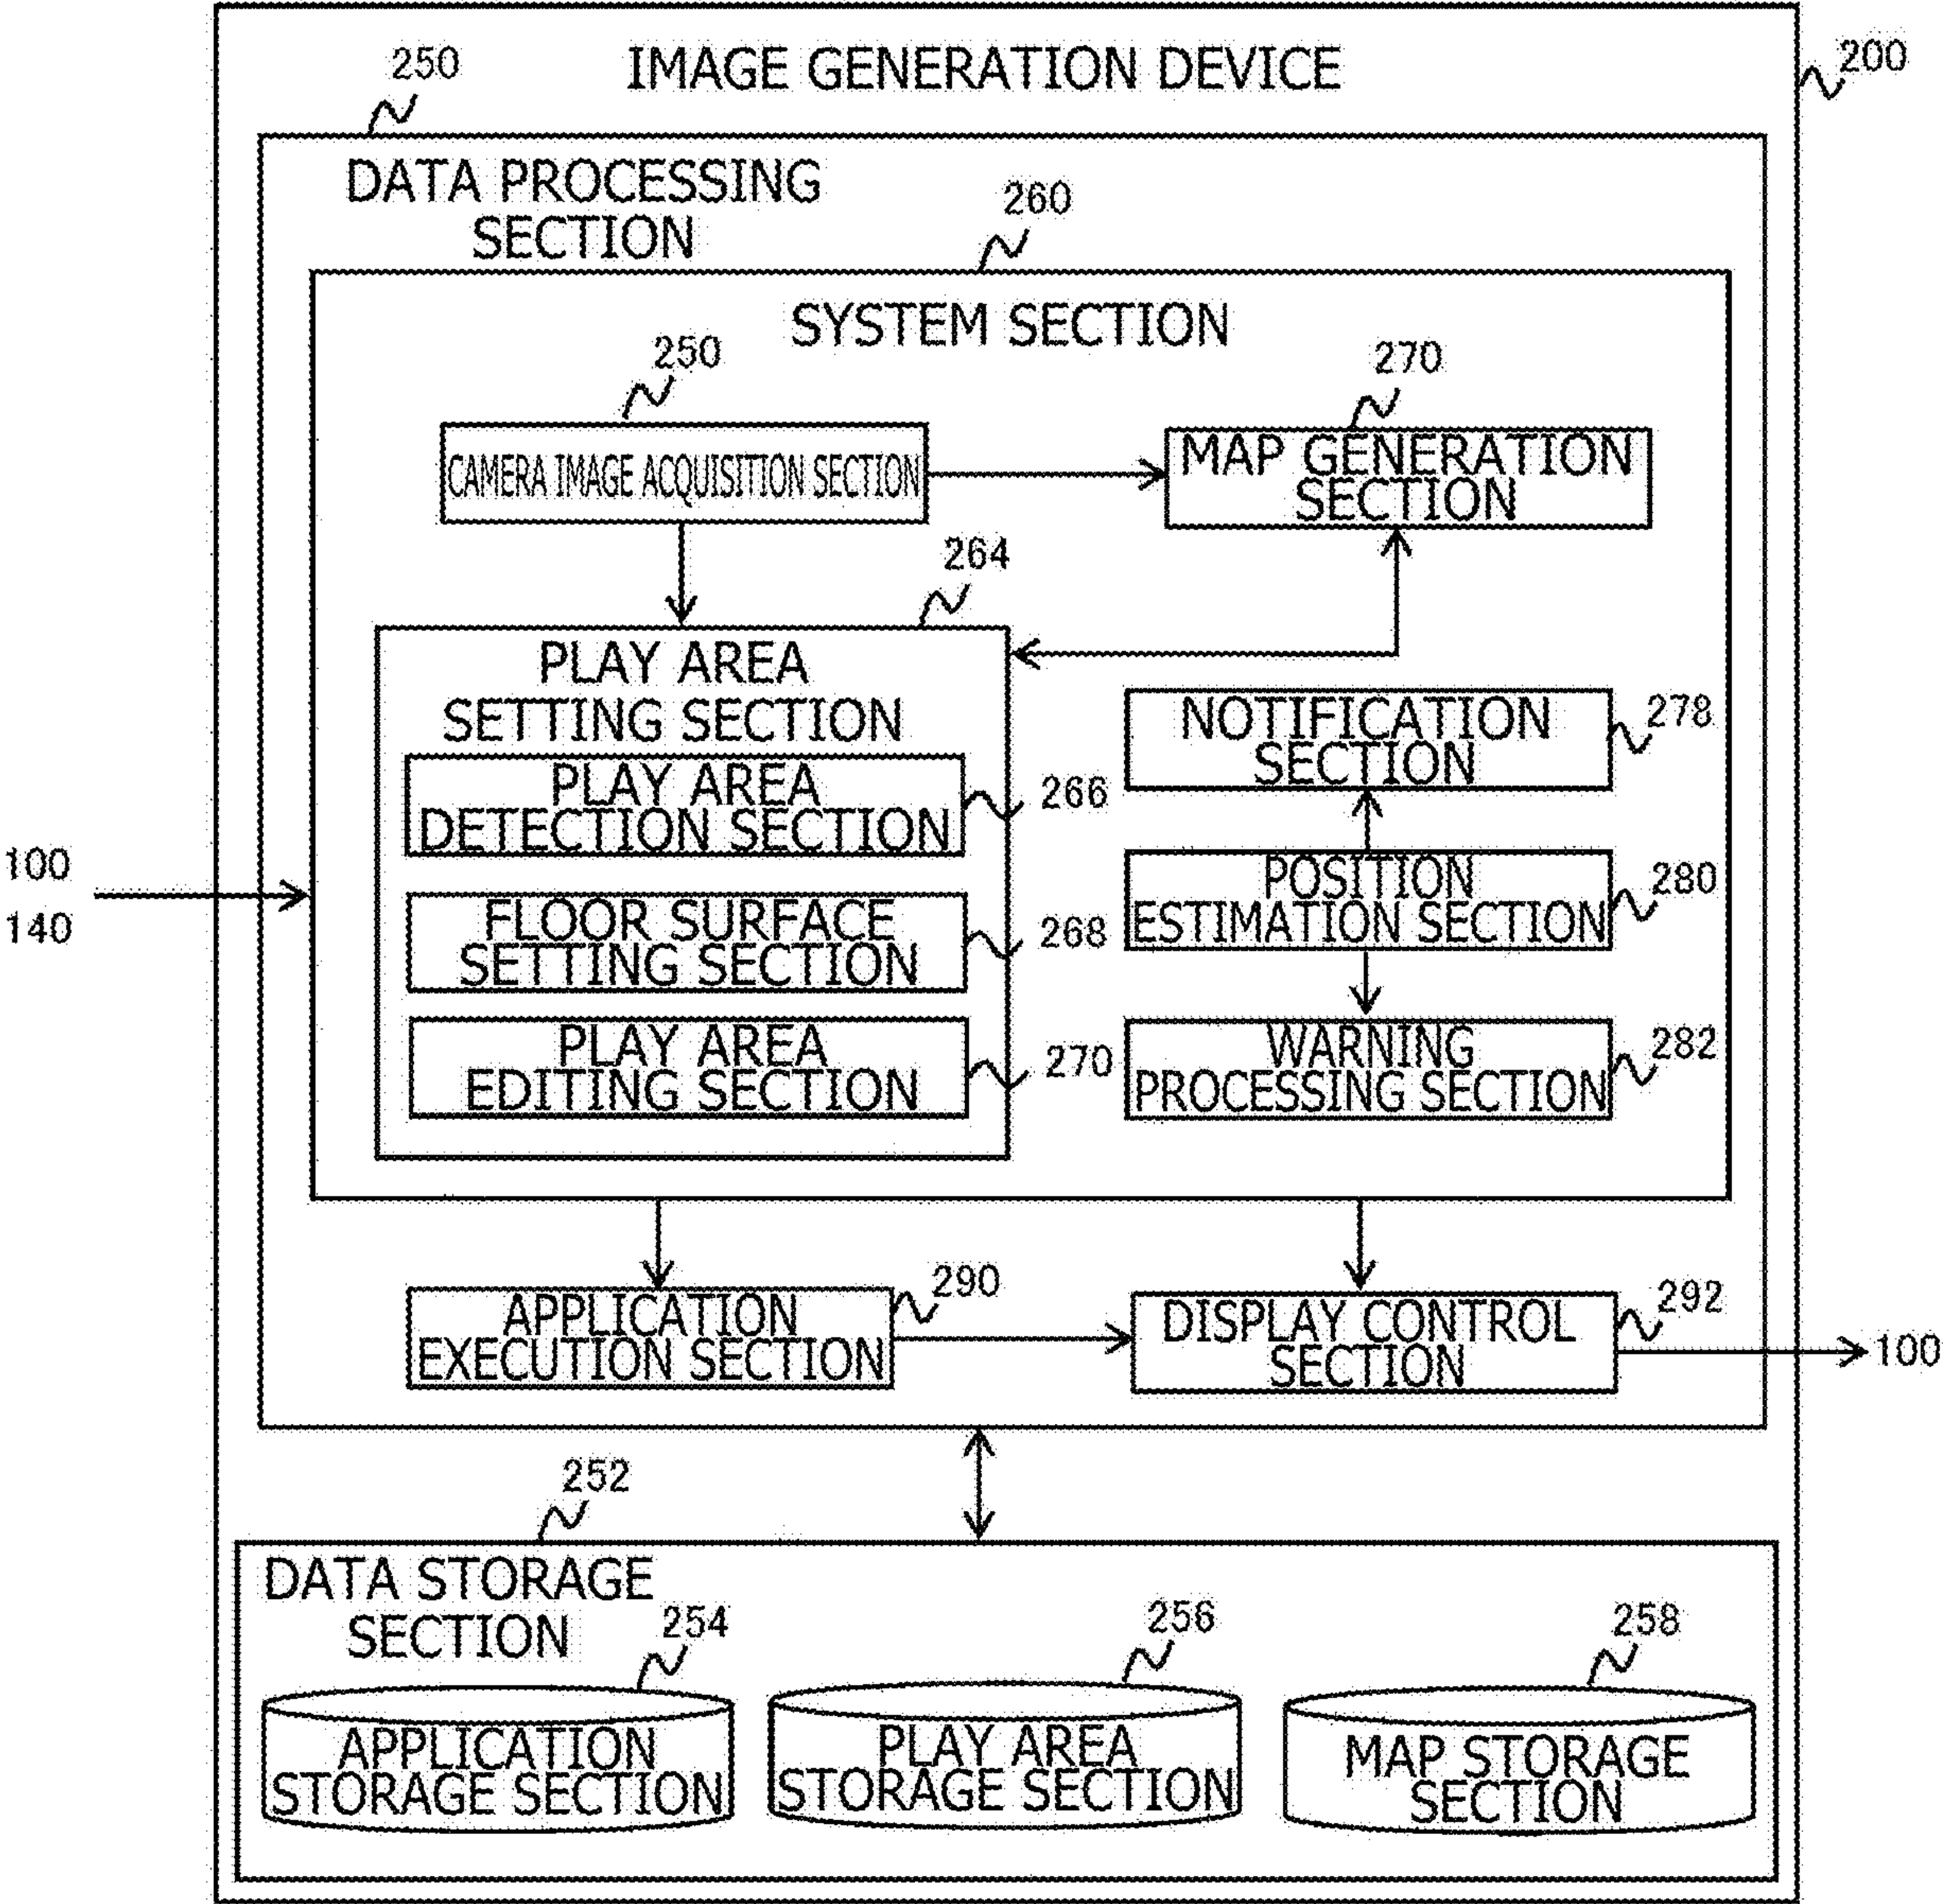 IMAGE GENERATION DEVICE
200
250
DATA PROCESSING
SECTION
260
SYSTEM SECTION
250
CAMERA IMAGE ACQUISITION SECTION
270
MAP GENERATION
SECTION
264
PLAY AREA
SETTING SECTION
PLAY AREA
DETECTION SECTION
266
FLOOR SURFACE
SETTING SECTION
268
PLAY AREA
EDITING SECTION
270
NOTIFICATION
SECTION
278
POSITION
ESTIMATION SECTION
280
WARNING
PROCESSING SECTION
282
100
140
APPLICATION
EXECUTION SECTION
290
DISPLAY CONTROL
SECTION
292
100
252
DATA STORAGE
SECTION
254
APPLICATION
STORAGE SECTION
256
PLAY AREA
STORAGE SECTION
258
MAP STORAGE
SECTION